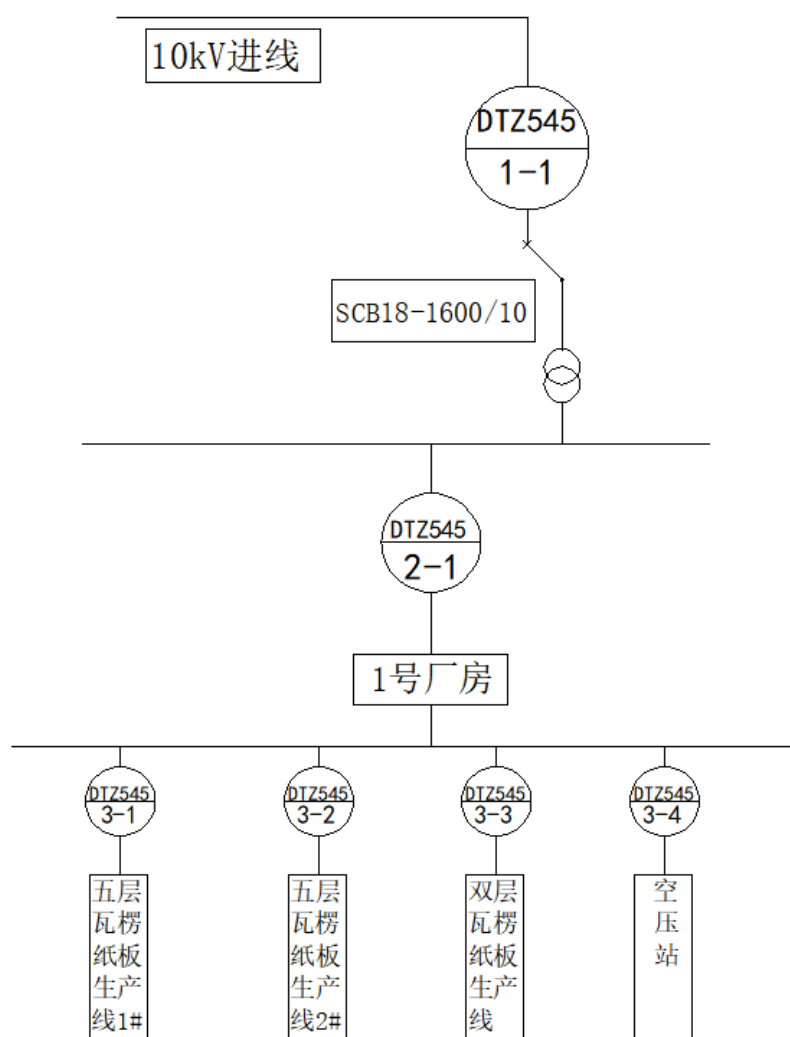 10kV进线
DTZ545
1-1
SCB18-1600/10
DTZ545
2-1
1号厂房
DTZ545
3-1
DTZ545
3-2
DTZ545
3-3
DTZ545
3-4
五层
瓦楞
纸板
生产
线1#
五层
瓦楞
纸板
生产
线2#
双层
瓦楞
纸板
生产
线
空
压
站